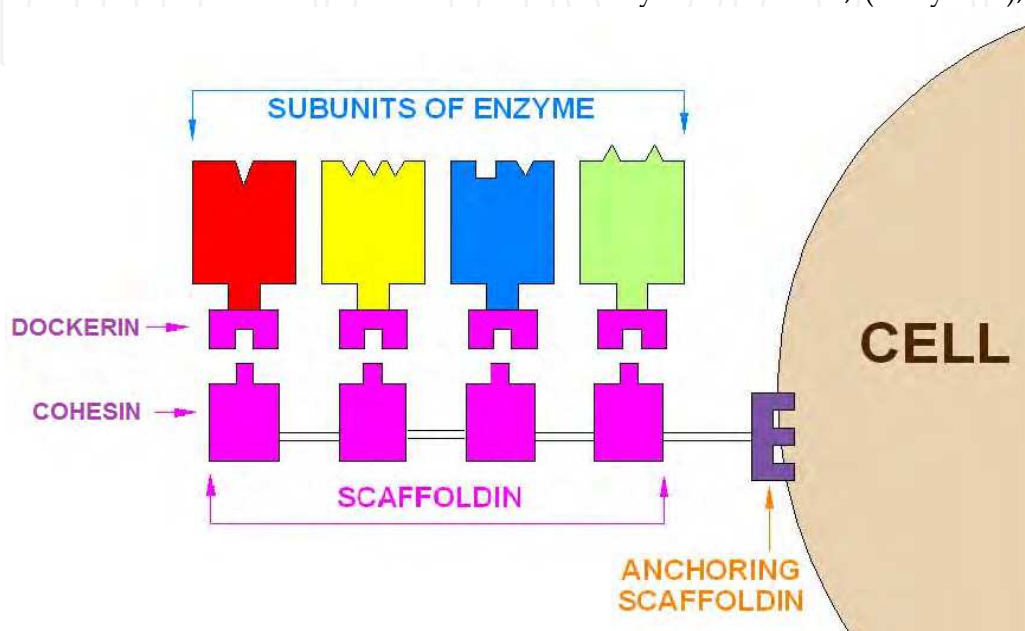 SUBUNITS OF ENZYME
DOCKERIN
CELL
COHESIN
SCAFFOLDIN
ANCHORING
SCAFFOLDIN